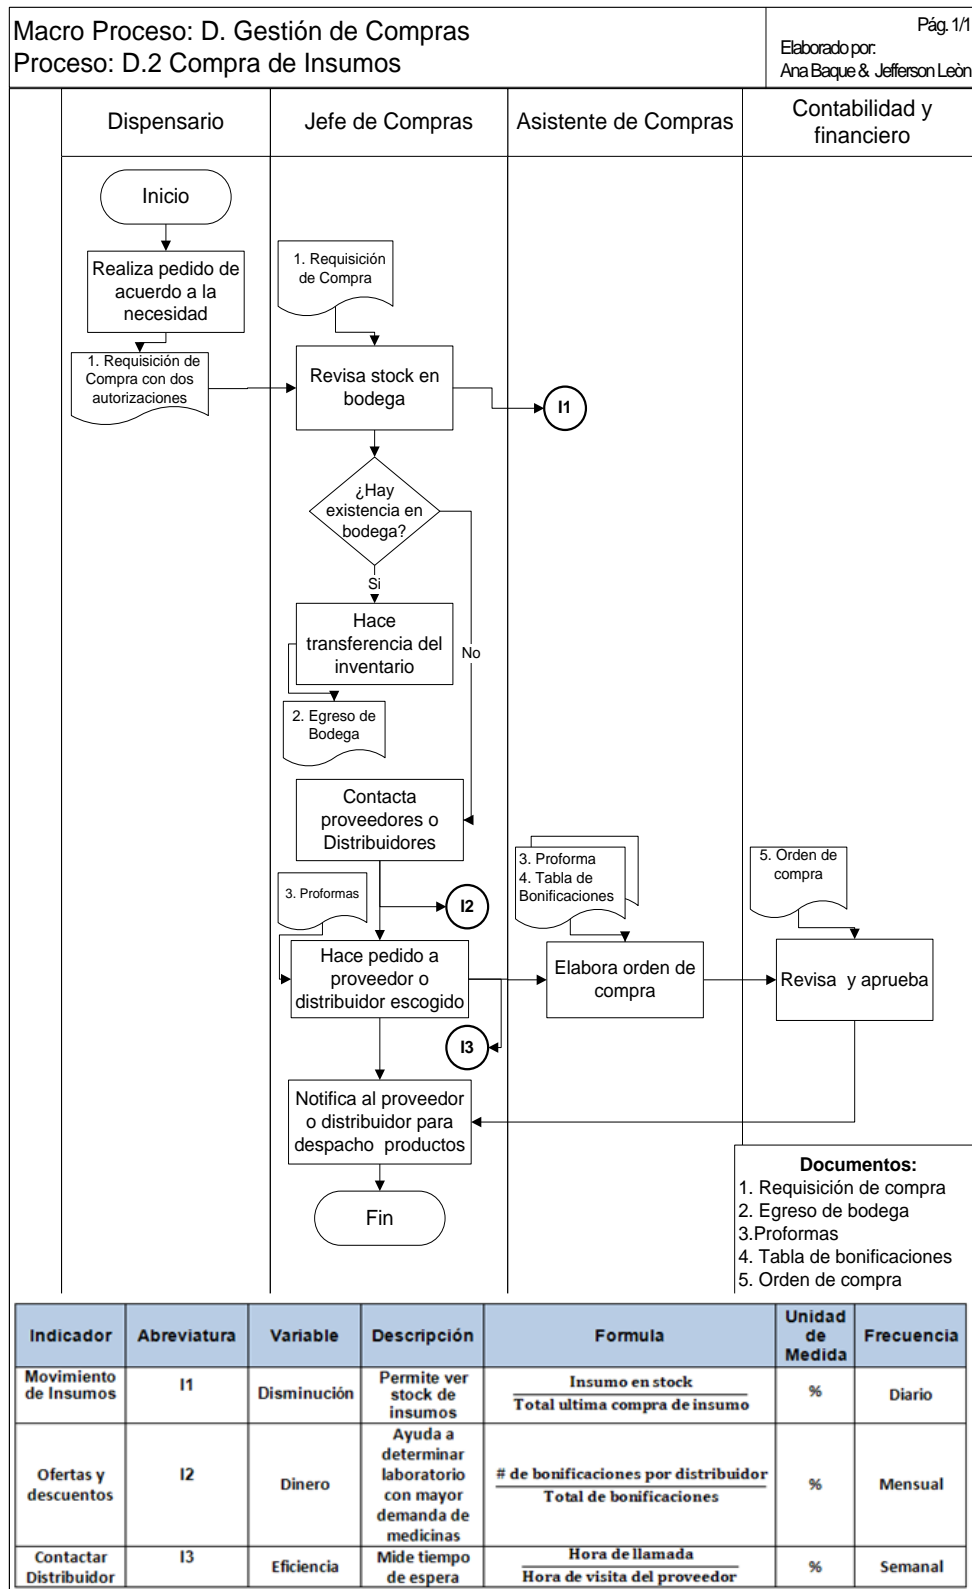 Macro Proceso: D. Gestión de Compras
Proceso: D.2 Compra de Insumos
Pág. 1/1
Elaborado por:
Ana Baque & Jefferson Leòn
Dispensario
Jefe de Compras
Asistente de Compras
Contabilidad y
financiero
Inicio
Realiza pedido de
acuerdo a la
necesidad
1. Requisición
de Compra
1. Requisición de
Compra con dos
autorizaciones
Revisa stock en
bodega
I1
¿Hay
existencia en
bodega?
Si
Hace
transferencia del
inventario
No
2. Egreso de
Bodega
Contacta
proveedores o
Distribuidores
3. Proforma
4. Tabla de
Bonificaciones
5. Orden de
compra
3. Proformas
I2
Hace pedido a
proveedor o
distribuidor escogido
Elabora orden de
compra
Revisa y aprueba
I3
Notifica al proveedor
o distribuidor para
despacho productos
Fin
Documentos:
1. Requisición de compra
2. Egreso de bodega
3.Proformas
4. Tabla de bonificaciones
5. Orden de compra
Indicador
Abreviatura
Variable
Descripción
Formula
Unidad
de
Medida
Frecuencia
Movimiento
de Insumos
I1
Disminución
Permite ver
stock de
insumos
Insumo en stock
Total ultima compra de insumo
%
Diario
Ofertas y
descuentos
I2
Dinero
Ayuda a
determinar
laboratorio
con mayor
demanda de
medicinas
# de bonificaciones por distribuidor
Total de bonificaciones
%
Mensual
Contactar
Distribuidor
I3
Eficiencia
Mide tiempo
de espera
Hora de llamada
Hora de visita del proveedor
%
Semanal